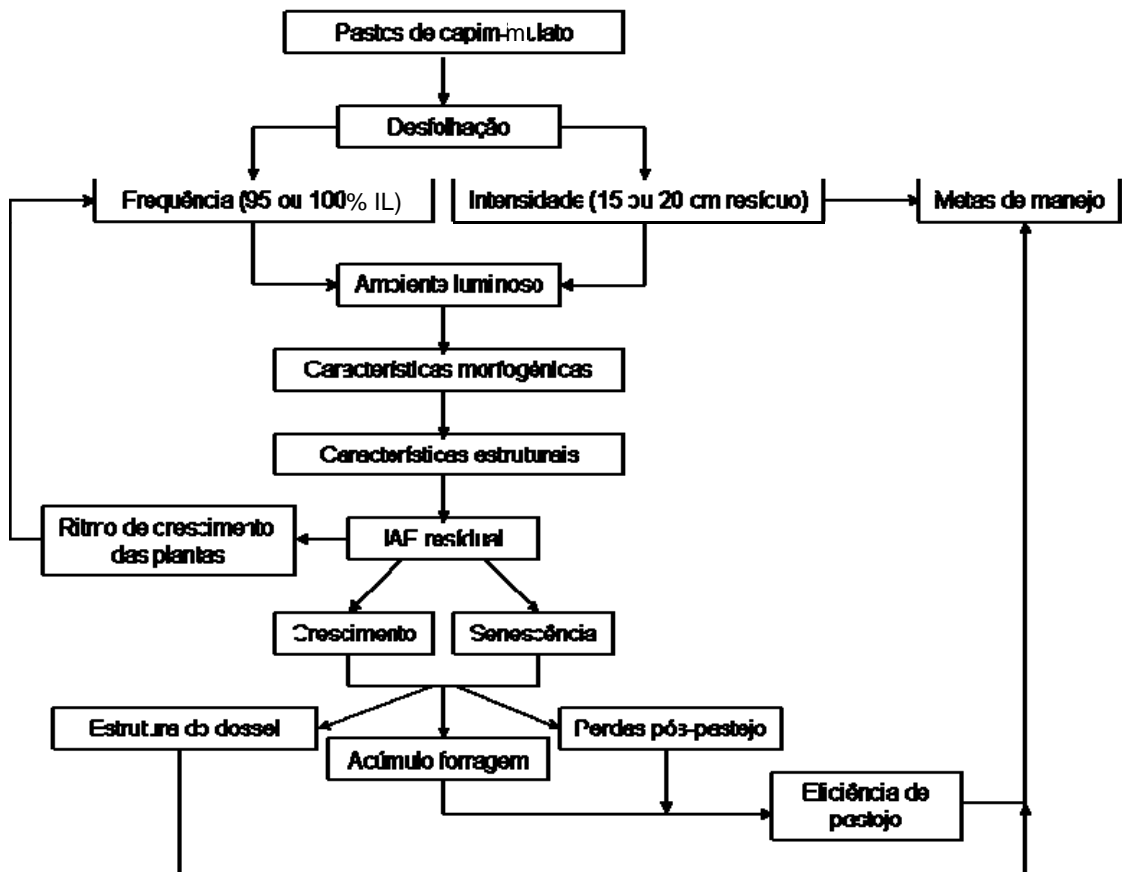 Pastos de capim-mulato
Desfolhação
Frequência (95 ou 100% IL)
Intensidade (15 ou 20 cm resíduo)
Metas de manejo
Ambiente luminoso
Características morfogênicas
Características estruturais
Ritmo de crescimento
das plantas
IAF residual
Crescimento
Senescência
Estrutura do dossel
Perdas pós-pastejo
Acúmulo forragem
Eficiência de
pastejo